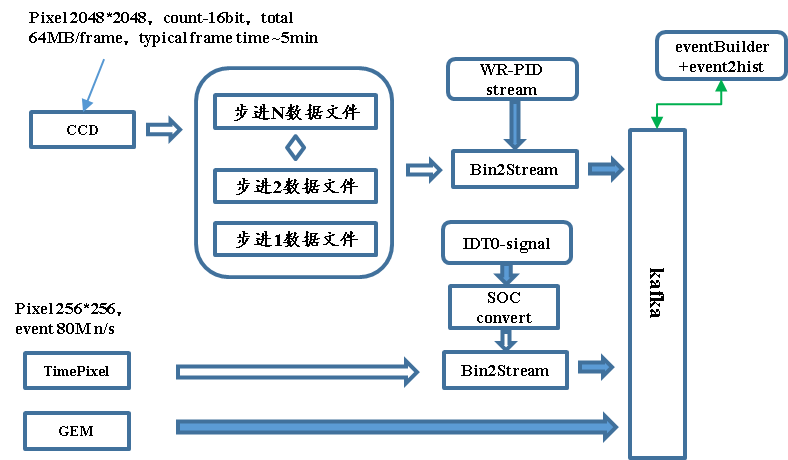 Pixel 2048*2048，count-16bit，total
64MB/frame，typical frame time ~5min
CCD
步进N数据文件
步进2数据文件
步进1数据文件
WR-PID
stream
Bin2Stream
eventBuilder
+event2hist
IDT0-signal
SOC
convert
Bin2Stream
kafka
Pixel 256*256，
event 80M n/s
TimePixel
GEM